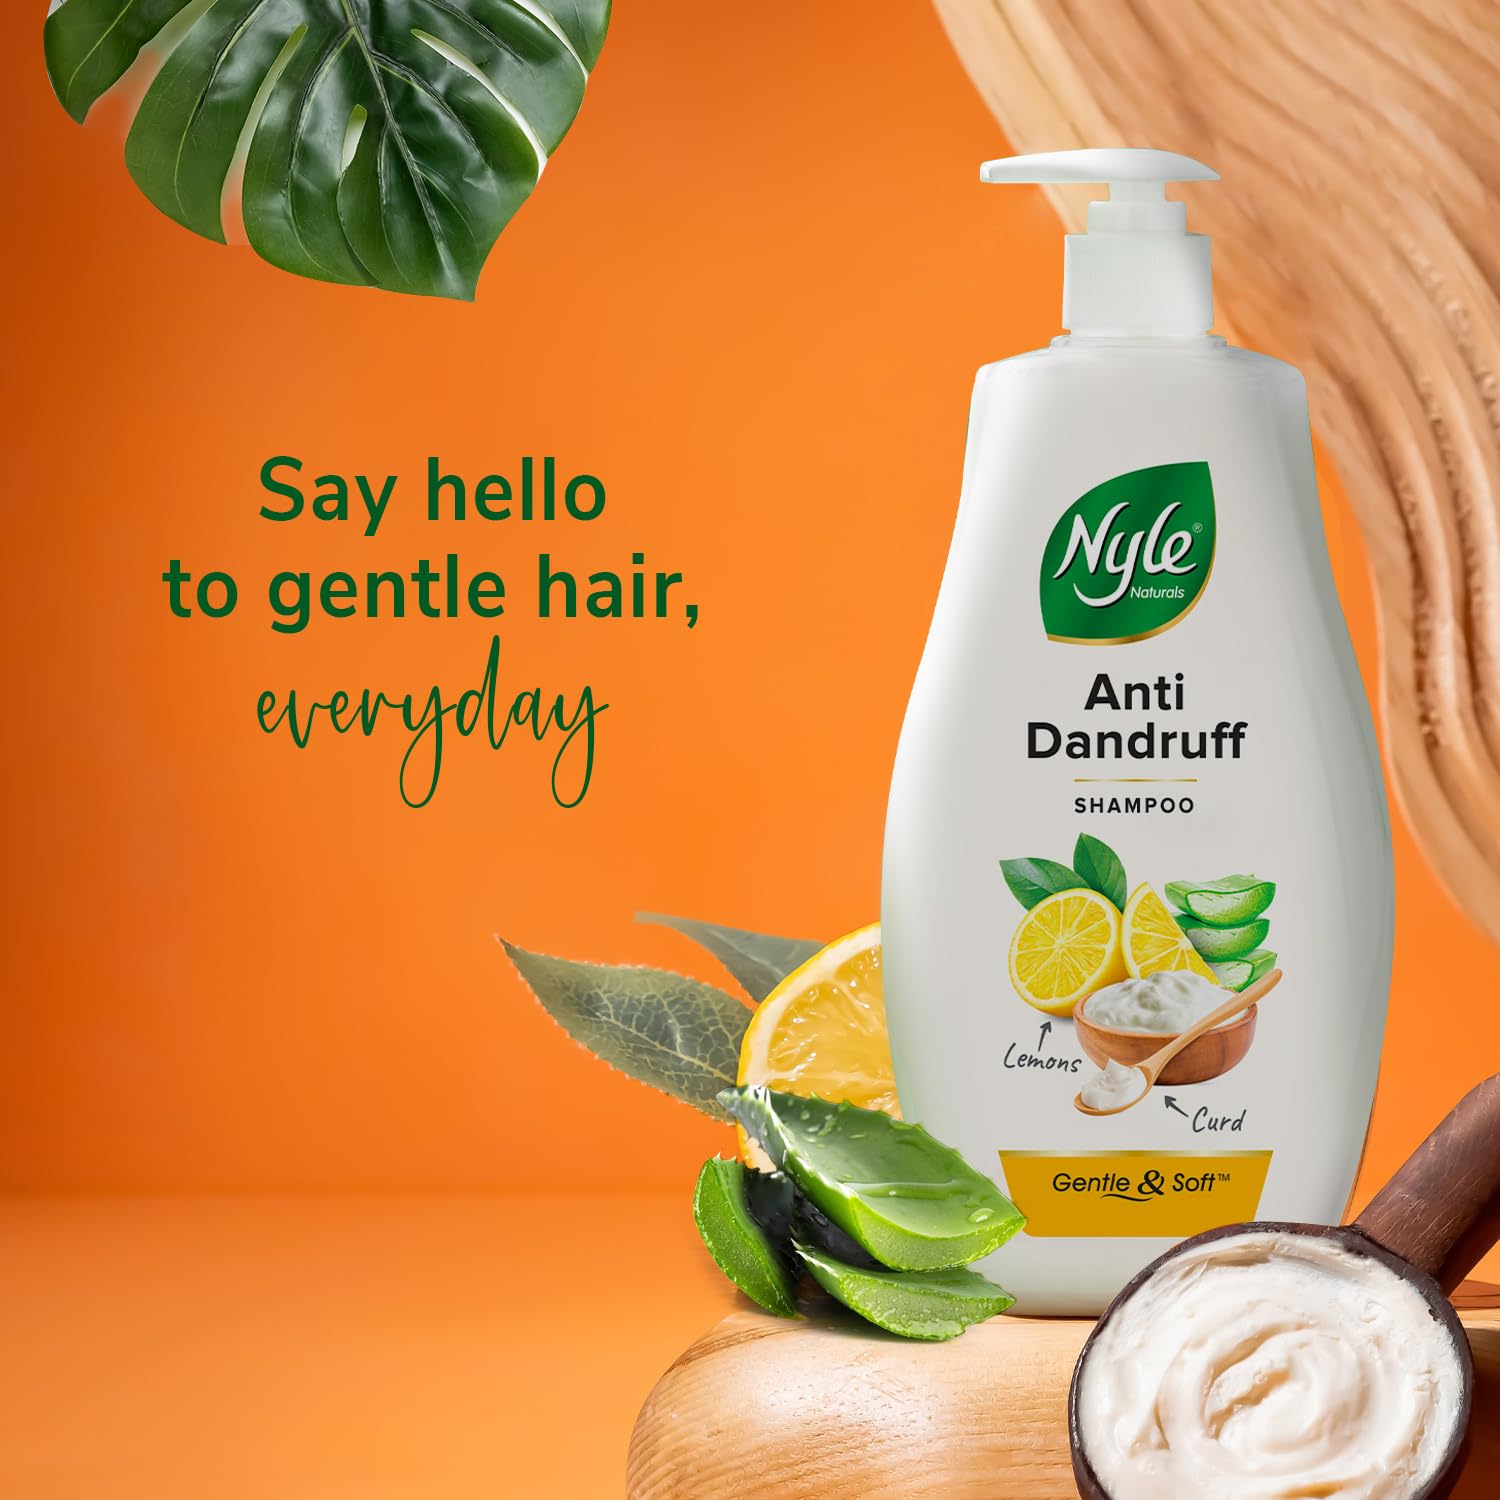 Say hello
to gentle hair,
everyday
Nyle®
Naturals
Anti
Dandruff
SHAMPOO
Lemons
Curd
Gentle & Soft™